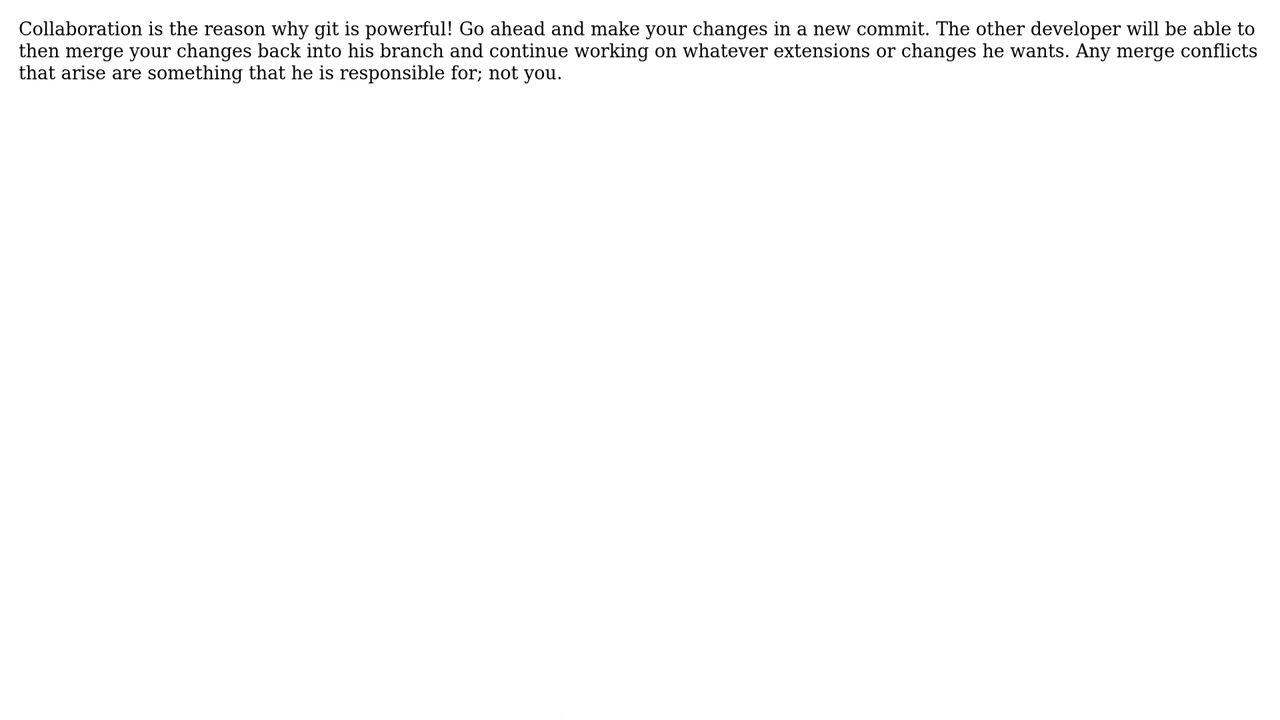 Collaboration is the reason why git is powerful! Go ahead and make your changes in a new commit. The other developer will be able to
then merge your changes back into his branch and continue working on whatever extensions or changes he wants. Any merge conflicts
that arise are something that he is responsible for; not you.